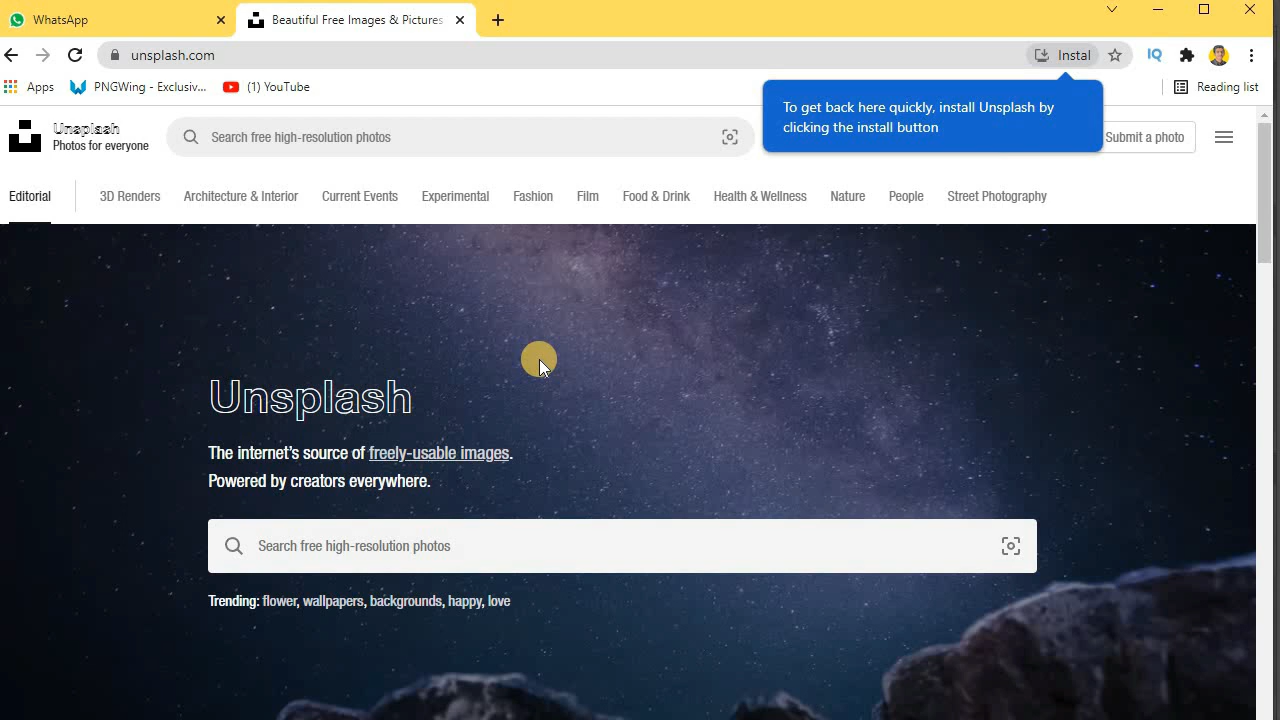 WhatsApp
Beautiful Free Images & Pictures
unsplash.com
Instal
IQ
Apps
PNGWing - Exclusiv...
(1) YouTube
Reading list
To get back here quickly, install Unsplash by
clicking the install button
Unsplash
Photos for everyone
Search free high-resolution photos
Submit a photo
Editorial
3D Renders
Architecture & Interior
Current Events
Experimental
Fashion
Film
Food & Drink
Health & Wellness
Nature
People
Street Photography
Unsplash
The internet's source of freely-usable images.
Powered by creators everywhere.
Search free high-resolution photos
Trending: flower, wallpapers, backgrounds, happy, love